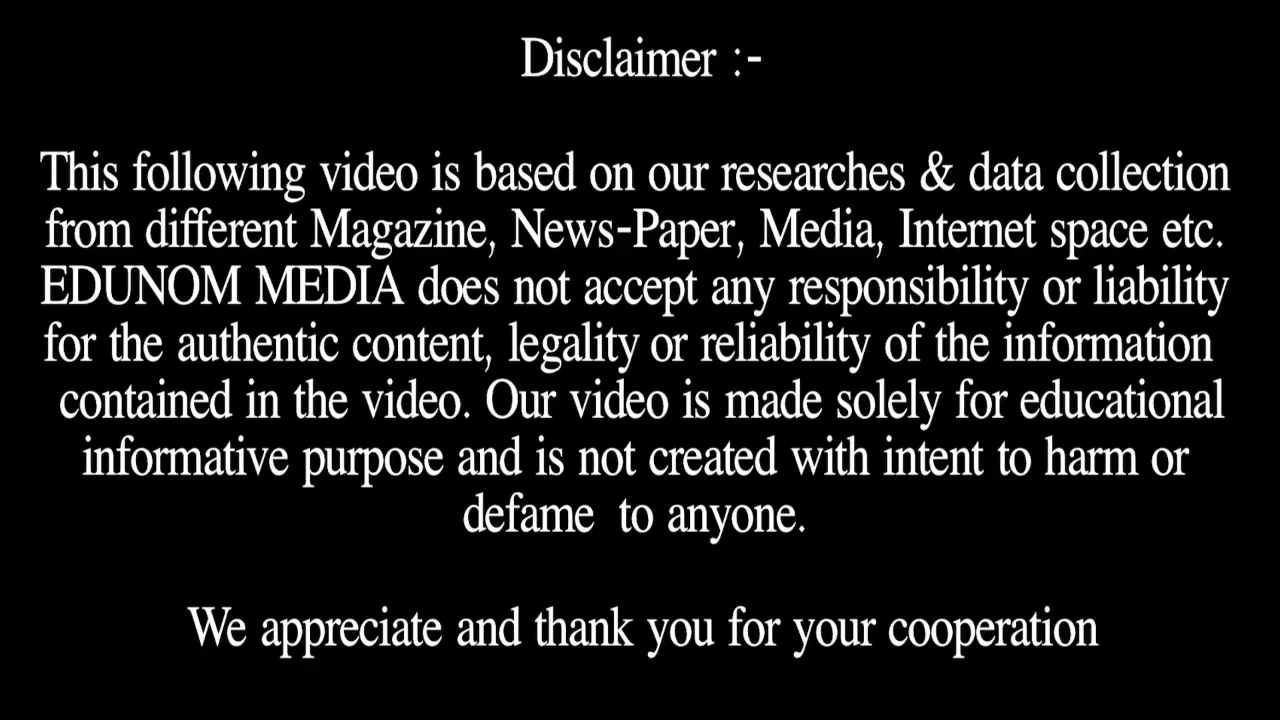 Disclaimer :-
This following video is based on our researches & data collection
from different Magazine, News-Paper, Media, Internet space etc.
EDUNOM MEDIA does not accept any responsibility or liability
for the authentic content, legality or reliability of the information
contained in the video. Our video is made solely for educational
informative purpose and is not created with intent to harm or
defame  to anyone.
We appreciate and thank you for your cooperation